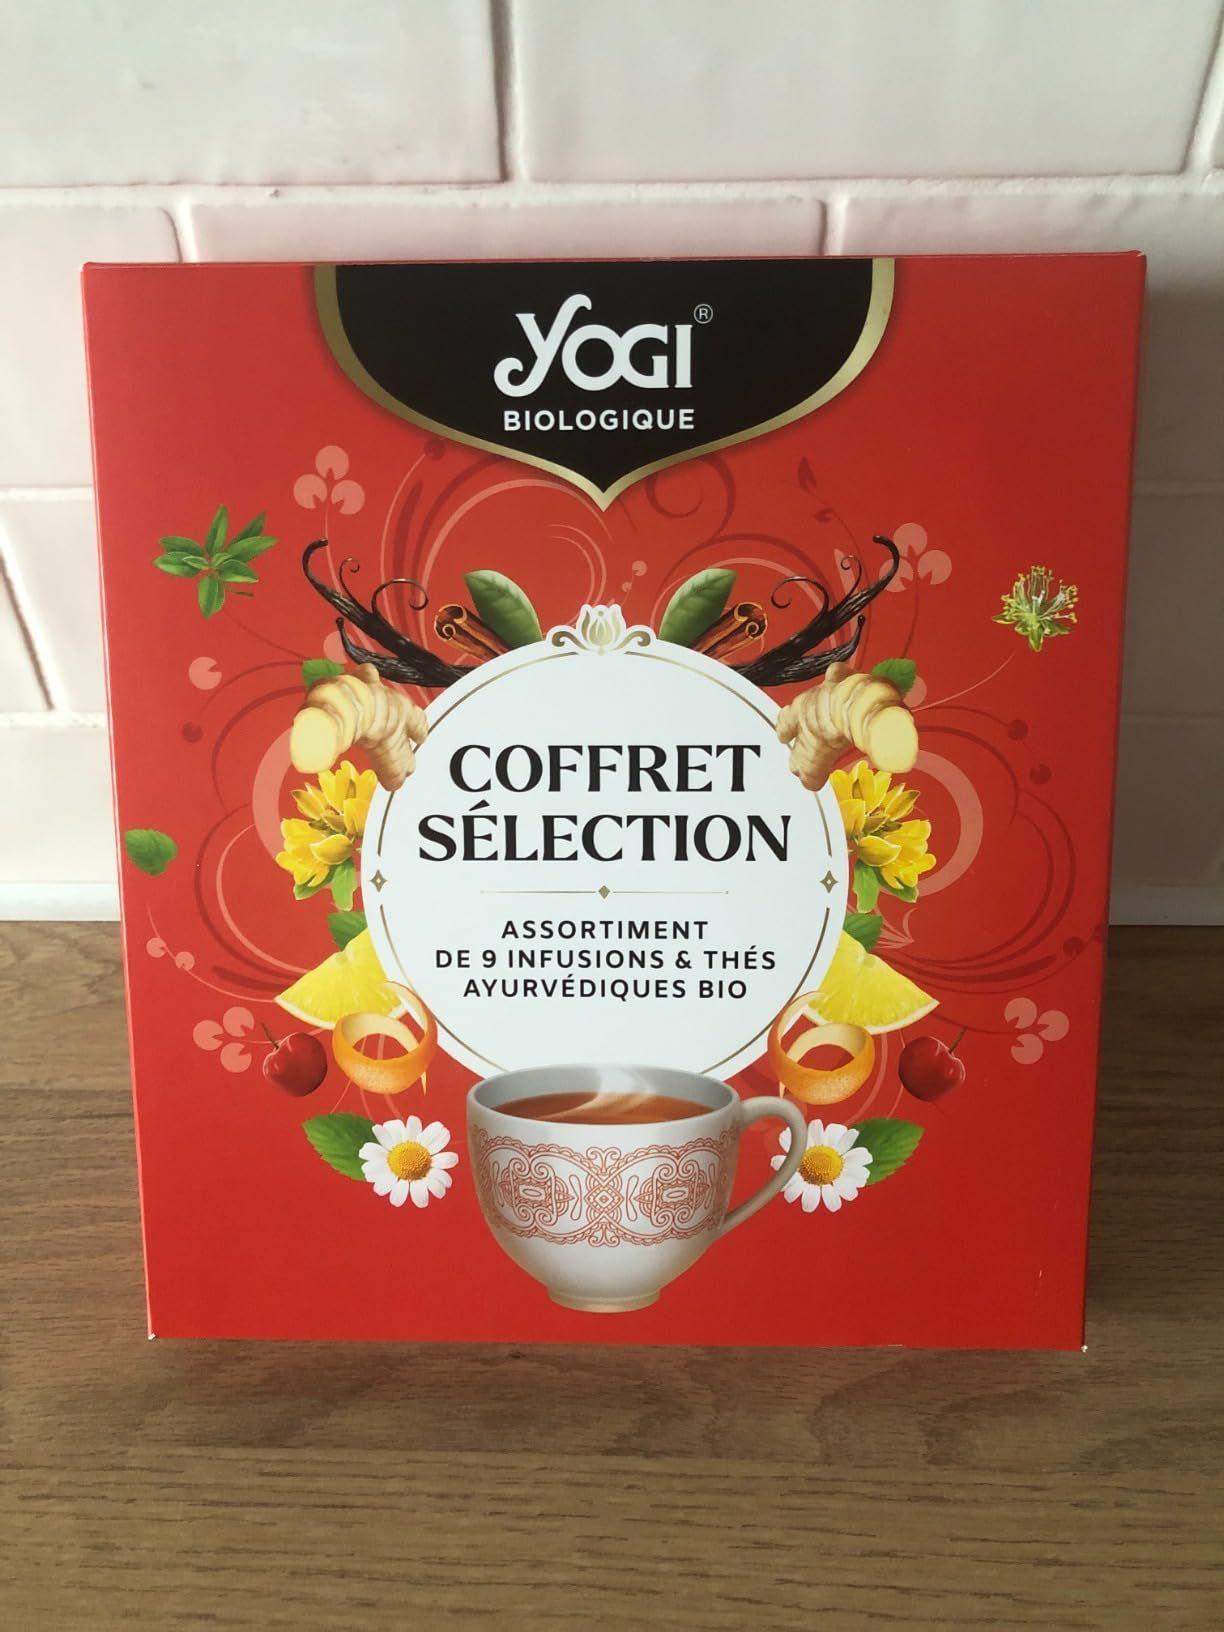 YOGI®
BIOLOGIQUE
COFFRET
SÉLECTION
ASSORTIMENT
DE 9 INFUSIONS & THÉS
AYURVÉDIQUES BIO